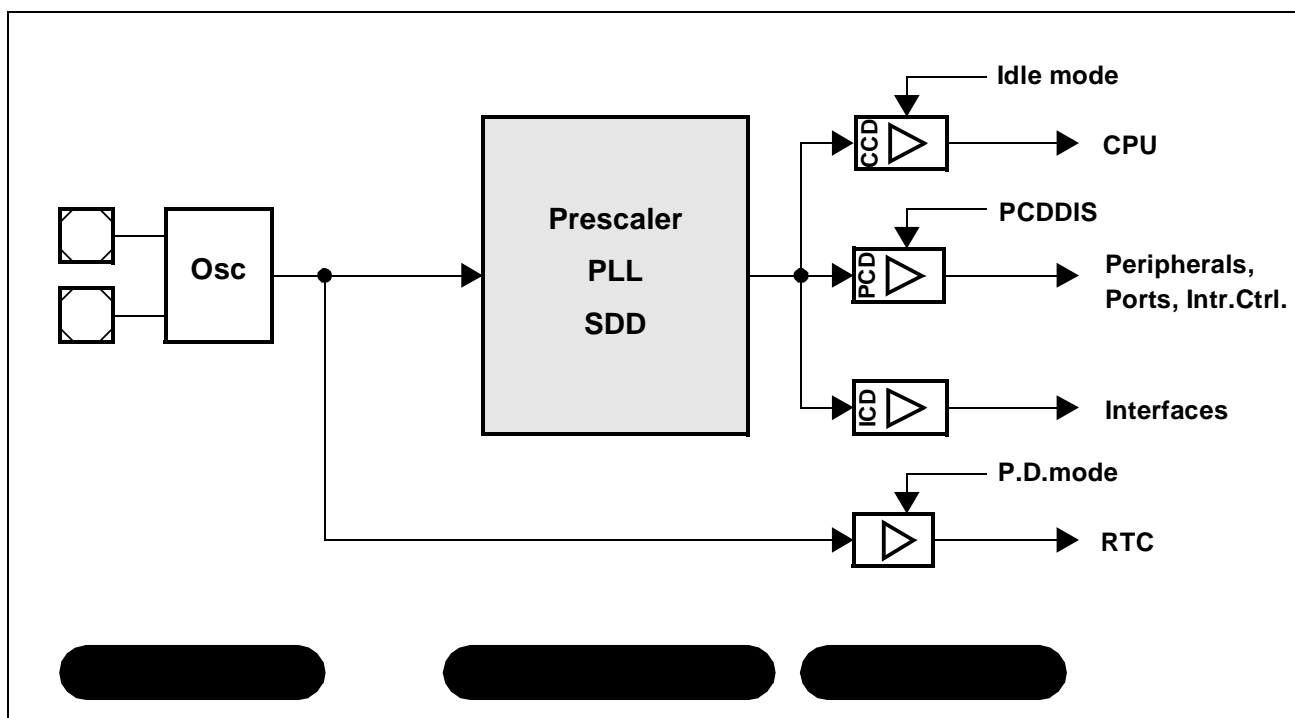 Idle mode
CCD
CPU
PCDDIS
Prescaler
PLL
SDD
Osc
PCD
Peripherals,
Ports, Intr.Ctrl.
ICD
Interfaces
P.D.mode
RTC